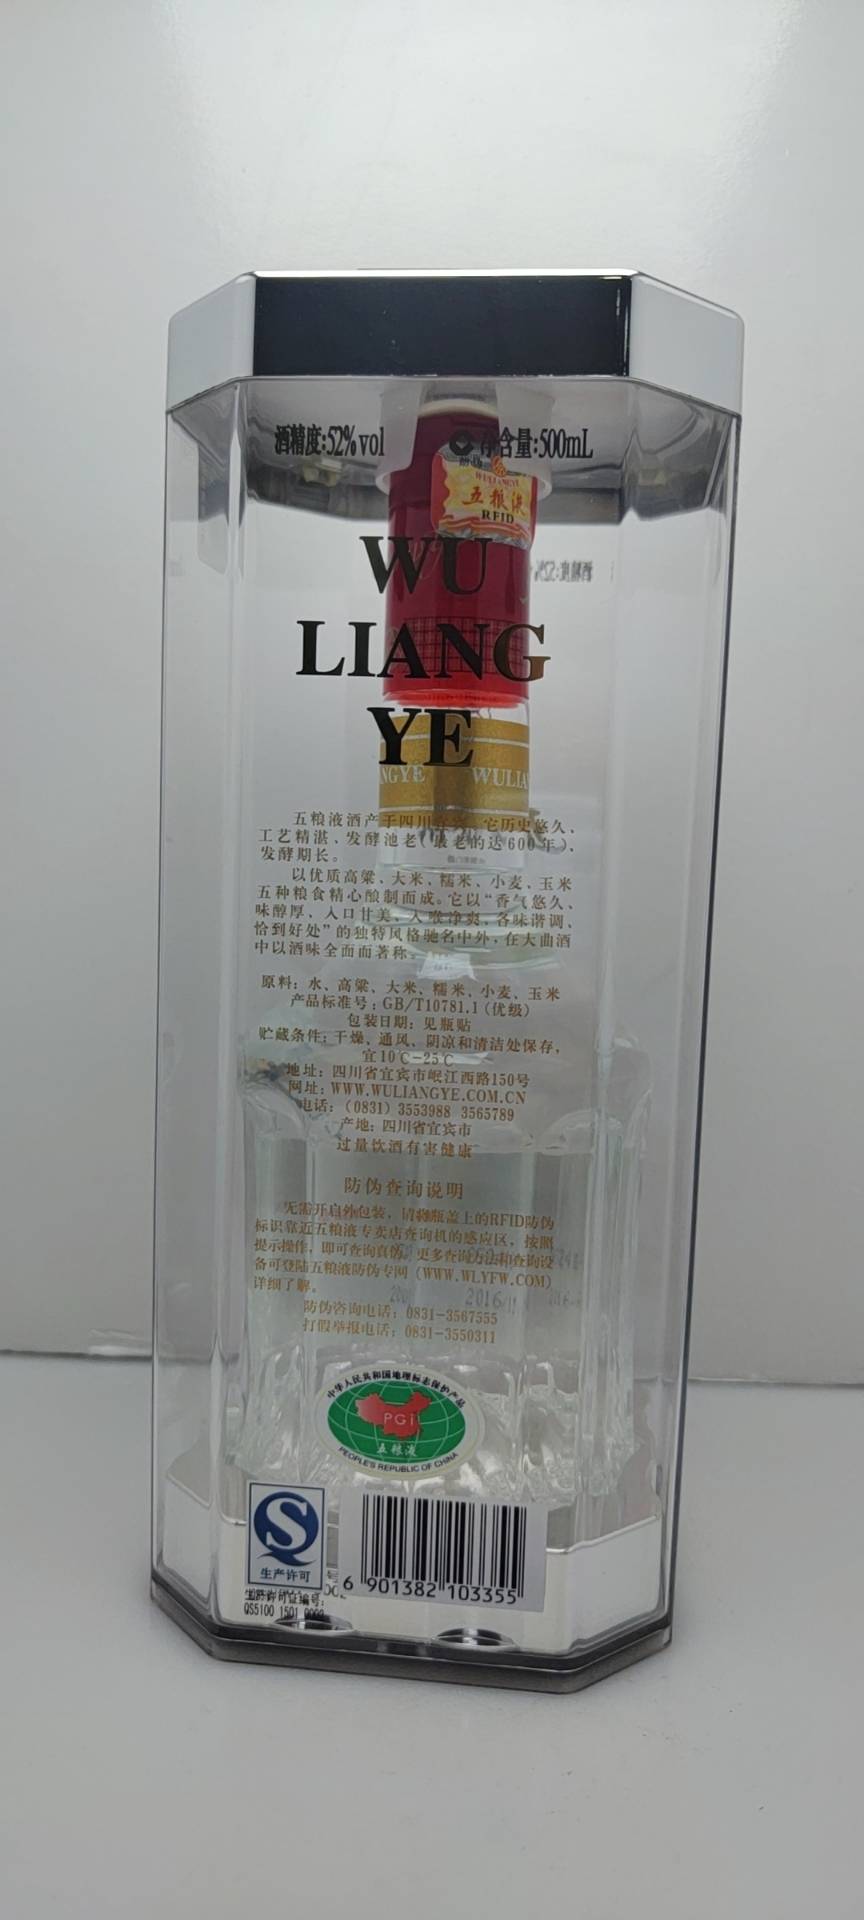 酒精度:52%vol
净含量:500mL
WULIANGYE
五粮液
RFID
WU
LIANG
YE
NGYE WULIA
五粮液酒产于四川宜宾，它历史悠久、
工艺精湛、发酵池老(最老的达600年)、
发酵期长。
以优质高粱、大米、糯米、小麦、玉米
五种粮食精心酿制而成。它以“香气悠久、
味醇厚、入口甘美、入喉净爽、各味谐调、
恰到好处”的独特风格驰名中外，在大曲酒
中以酒味全面而著称。
原料：水、高粱、大米、糯米、小麦、玉米
产品标准号：GB/T10781.1(优级)
包装日期：见瓶贴
贮藏条件：干燥、通风、阴凉和清洁处保存，
宜10℃-25℃
地址：四川省宜宾市岷江西路150号
网址：WWW.WULIANGYE.COM.CN
电话：(0831) 3553988 3565789
产地：四川省宜宾市
过量饮酒有害健康
防伪查询说明
无需开启外包装，请将瓶盖上的RFID防伪
标识靠近五粮液专卖店查询机的感应区，按照
提示操作，即可查询真伪。更多查询方法和查询设
备可登陆五粮液防伪专网 (WWW.WLYFW.COM)
详细了解。
2016/11
防伪咨询电话：0831-3567555
打假举报电话：0831-3550311
中华人民共和国地理标志保护产品
PGI
五粮液
PEOPLE'S REPUBLIC OF CHINA
生产许可
生产许可证编号:
QS5100 1501
6 901382 103355